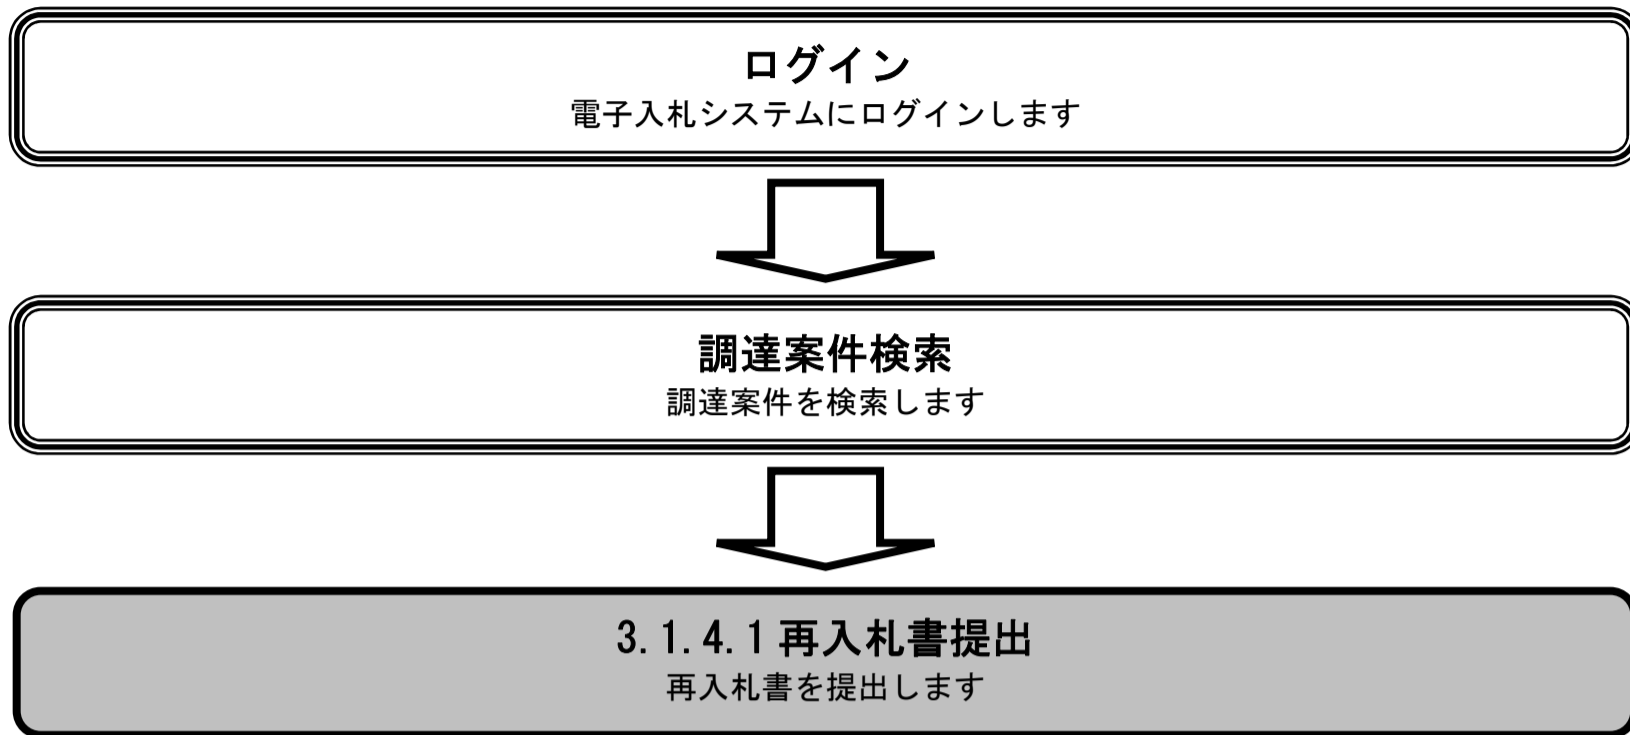 ログイン
電子入札システムにログインします
調達案件検索
調達案件を検索します
3.1.4.1 再入札書提出
再入札書を提出します